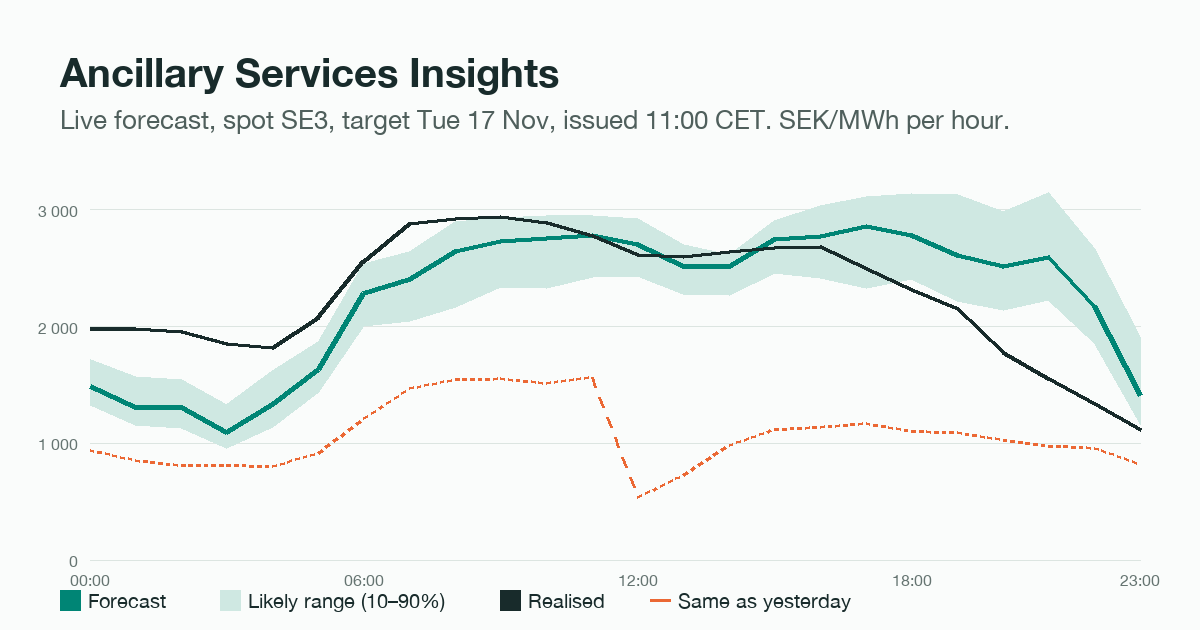 Ancillary Services Insights
Live forecast, spot SE3, target Tue 17 Nov, issued 11:00 CET. SEK/MWh per hour.
3 000
2 000
1 000
0
00:00 06:00 12:00 18:00 23:00
Forecast Likely range (10–90%) Realised Same as yesterday